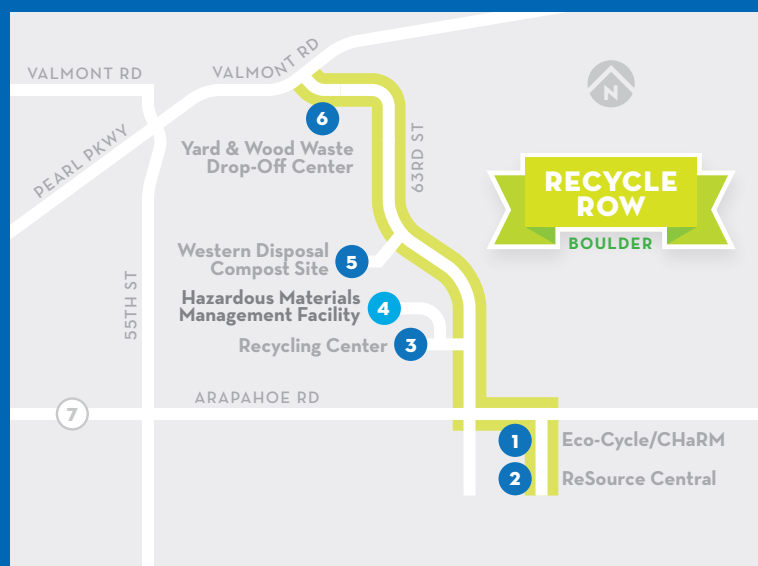 VALMONT RD
VALMONT RD
PEARL PKWY
N
6
Yard & Wood Waste
Drop-Off Center
63RD ST
RECYCLE
ROW
BOULDER
Western Disposal
Compost Site
5
Hazardous Materials
Management Facility
4
55TH ST
Recycling Center
3
ARAPAHOE RD
7
1
Eco-Cycle/CHaRM
2
ReSource Central